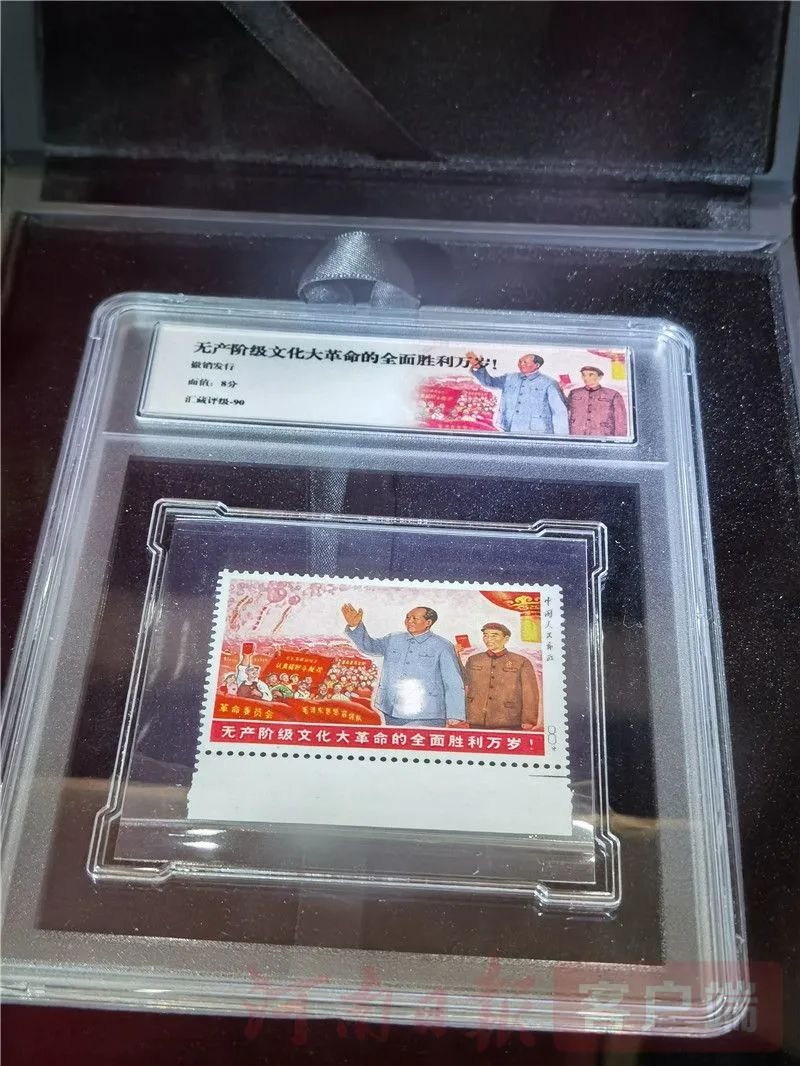 无产阶级文化大革命的全面胜利万岁！
撤销发行
面值：8分
汇藏评级-90
中国人民邮政
革命委员会
8分
无产阶级文化大革命的全面胜利万岁！
河南日报 客户端